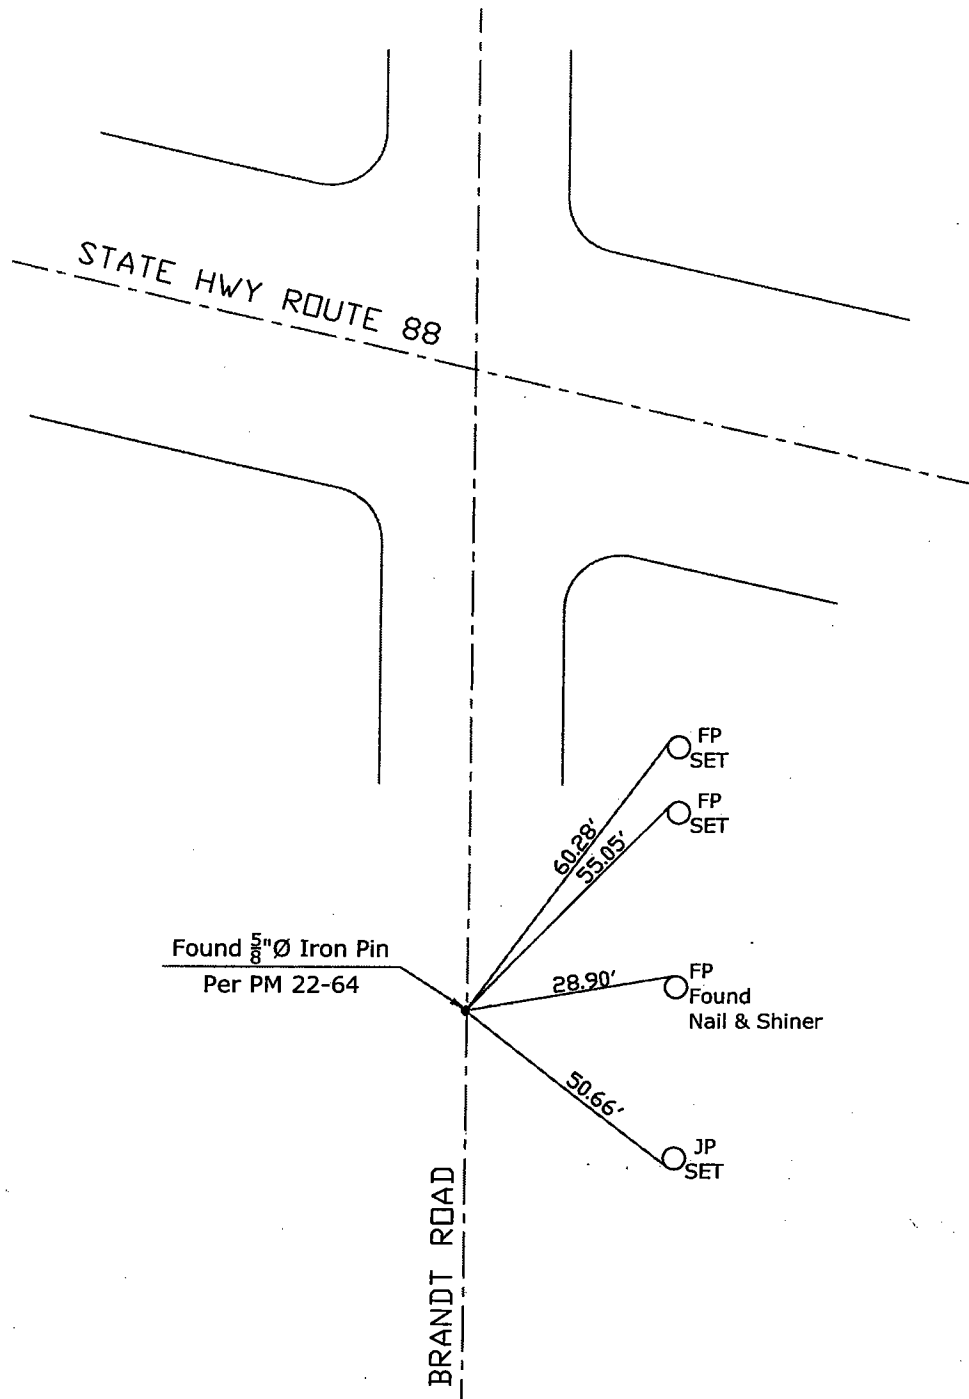 STATE HWY ROUTE 88
FP
SET
FP
SET
60.28'
55.05'
Found 5/8"Ø Iron Pin
Per PM 22-64
28.90'
FP
Found
Nail & Shiner
50.66'
JP
SET
BRANDT ROAD